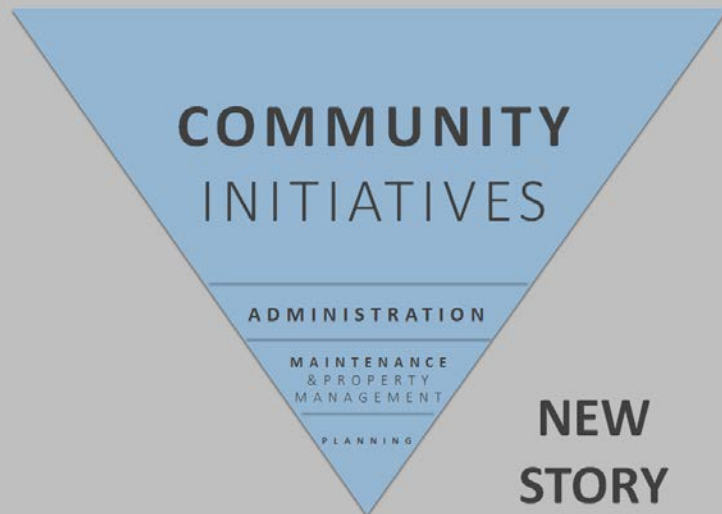 COMMUNITY
INITIATIVES
ADMINISTRATION
MAINTENANCE
& PROPERTY
MANAGEMENT
PLANNING
NEW
STORY